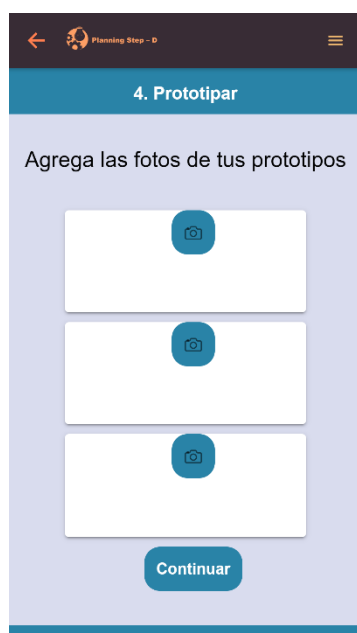 Planning Step - D
4. Prototipar
Agrega las fotos de tus prototipos
Continuar